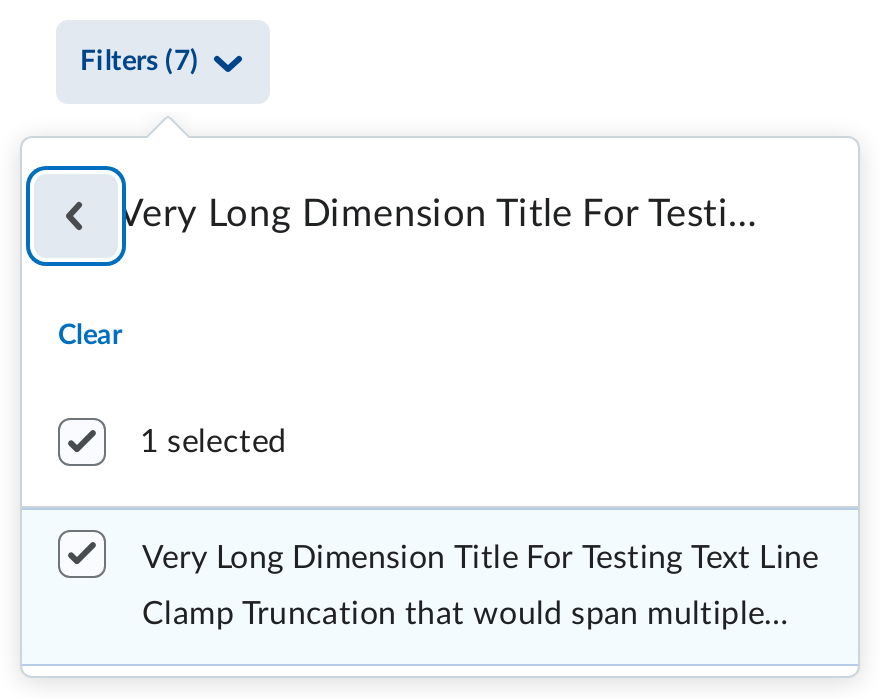 Filters (7)
Very Long Dimension Title For Testi...
Clear
1 selected
Very Long Dimension Title For Testing Text Line
Clamp Truncation that would span multiple...